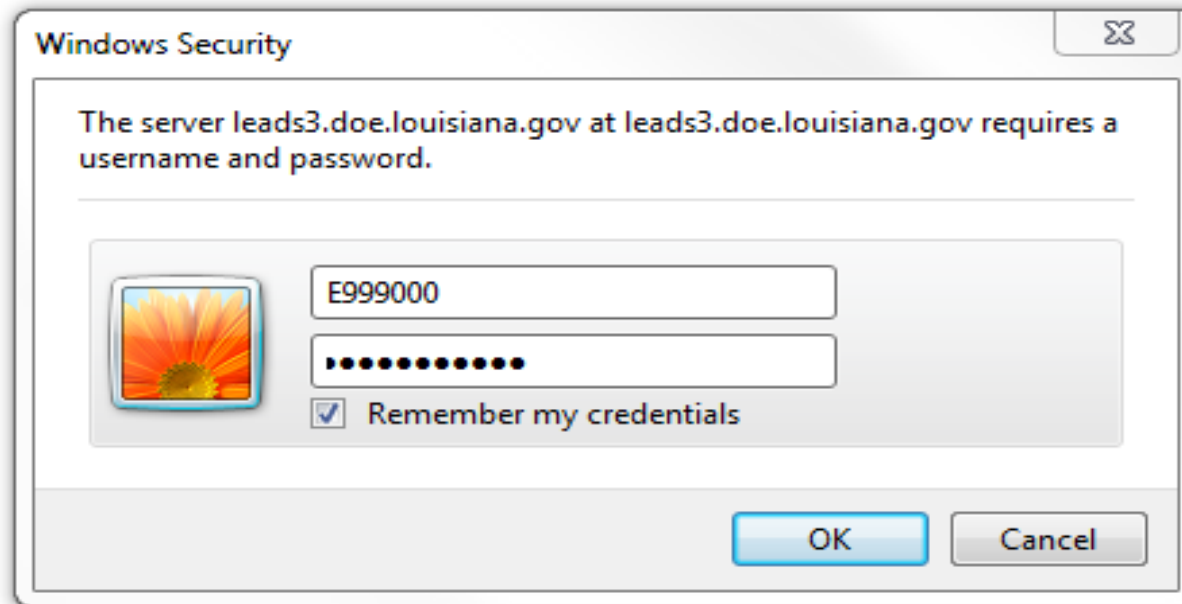 Windows Security
The server leads3.doe.louisiana.gov at leads3.doe.louisiana.gov requires a
username and password.
E999000
●●●●●●●●●●●
Remember my credentials
OK
Cancel